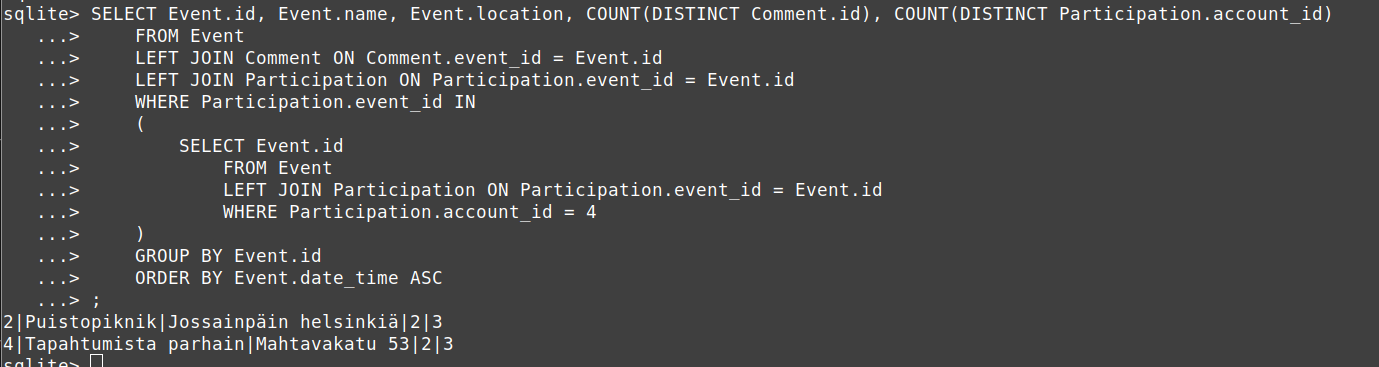 sqlite> SELECT Event.id, Event.name, Event.location, COUNT(DISTINCT Comment.id), COUNT(DISTINCT Participation.account_id)
   ...>     FROM Event
   ...>     LEFT JOIN Comment ON Comment.event_id = Event.id
   ...>     LEFT JOIN Participation ON Participation.event_id = Event.id
   ...>     WHERE Participation.event_id IN
   ...>     (
   ...>         SELECT Event.id
   ...>             FROM Event
   ...>             LEFT JOIN Participation ON Participation.event_id = Event.id
   ...>             WHERE Participation.account_id = 4
   ...>     )
   ...>     GROUP BY Event.id
   ...>     ORDER BY Event.date_time ASC
   ...> ;
2|Puistopiknik|Jossainpäin helsinkiä|2|3
4|Tapahtumista parhain|Mahtavakatu 53|2|3
sqlite>